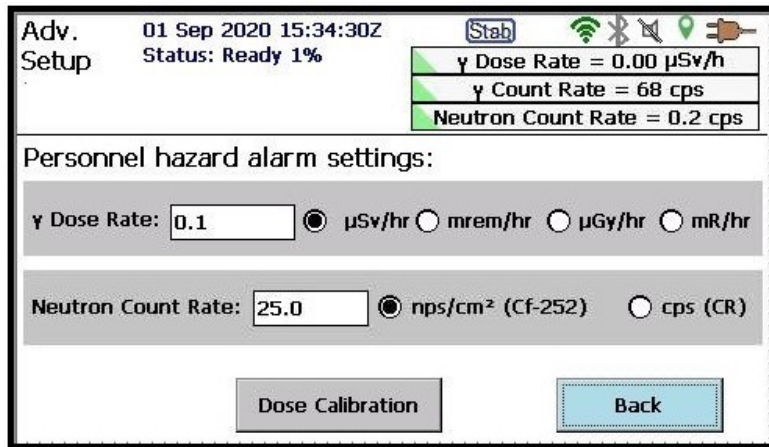 Adv. Setup
01 Sep 2020 15:34:30Z
Status: Ready 1%
Stab
γ Dose Rate = 0.00 µSv/h
γ Count Rate = 68 cps
Neutron Count Rate = 0.2 cps
Personnel hazard alarm settings:
γ Dose Rate: 0.1 µSv/hr mrem/hr µGy/hr mR/hr
Neutron Count Rate: 25.0 nps/cm² (Cf-252) cps (CR)
Dose Calibration Back